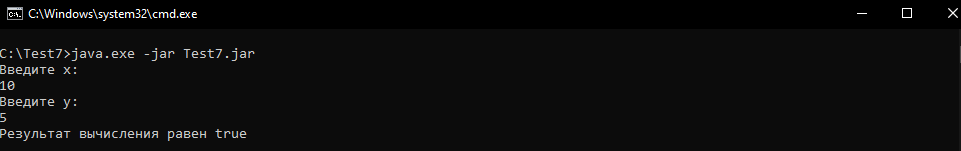 C:\Windows\system32\cmd.exe
C:\Test7>java.exe -jar Test7.jar
Введите x:
10
Введите y:
5
Результат вычисления равен true